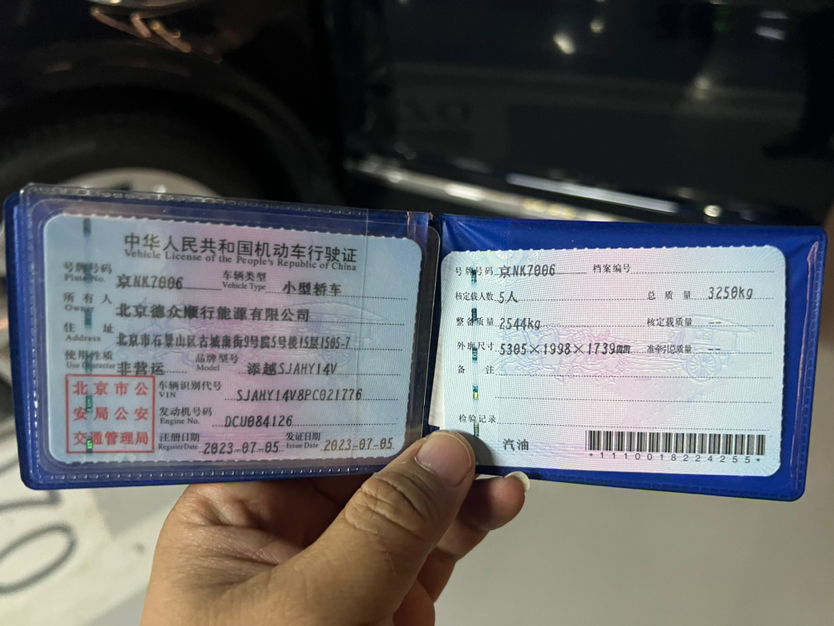 中华人民共和国机动车行驶证
Vehicle License of the People's Republic of China
号牌号码 京NK7006 车辆类型 小型轿车
Plate No. Vehicle Type
所有人 北京德众顺行能源有限公司
Owner
住址 北京市石景山区古城南街9号院5号楼15层1505-7
Address
使用性质 非营运 品牌型号 添越SJAHY14V
Use Character Model
北京市公安局公安交通管理局
车辆识别代号 SJAHY14V8PC021776
VIN
发动机号码 DCU084126
Engine No.
注册日期 2023-07-05 发证日期 2023-07-05
Register Date Issue Date
号牌号码 京NK7006 档案编号
核定载人数 5人 总质量 3250kg
整备质量 2544kg 核定载质量 --
外廓尺寸 5305×1998×1739mm 准牵引总质量 --
备注
检验记录
汽油
*1110018224255*